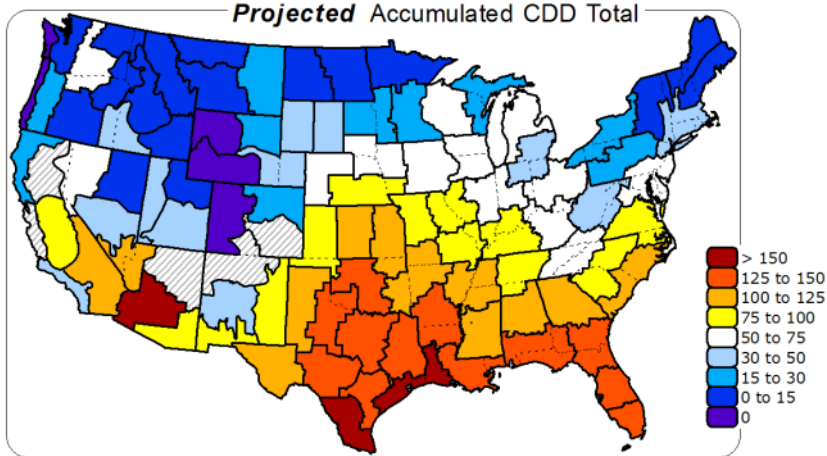 Projected Accumulated CDD Total
> 150
125 to 150
100 to 125
75 to 100
50 to 75
30 to 50
15 to 30
0 to 15
0